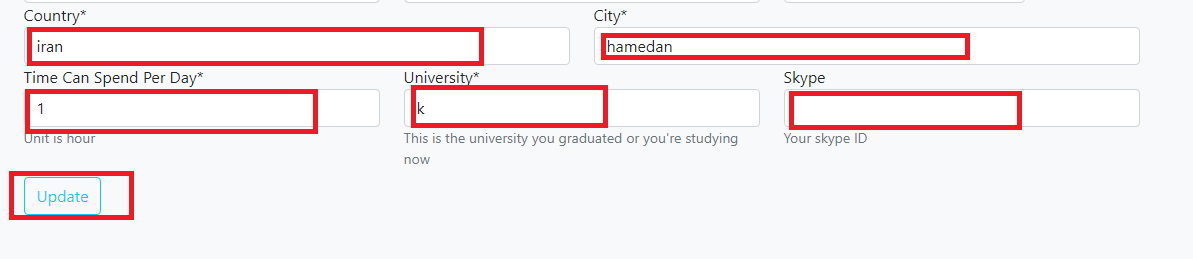 Country* City*
iran hamedan
Time Can Spend Per Day* University* Skype
1 k
Unit is hour This is the university you graduated or you're studying Your skype ID
now
Update